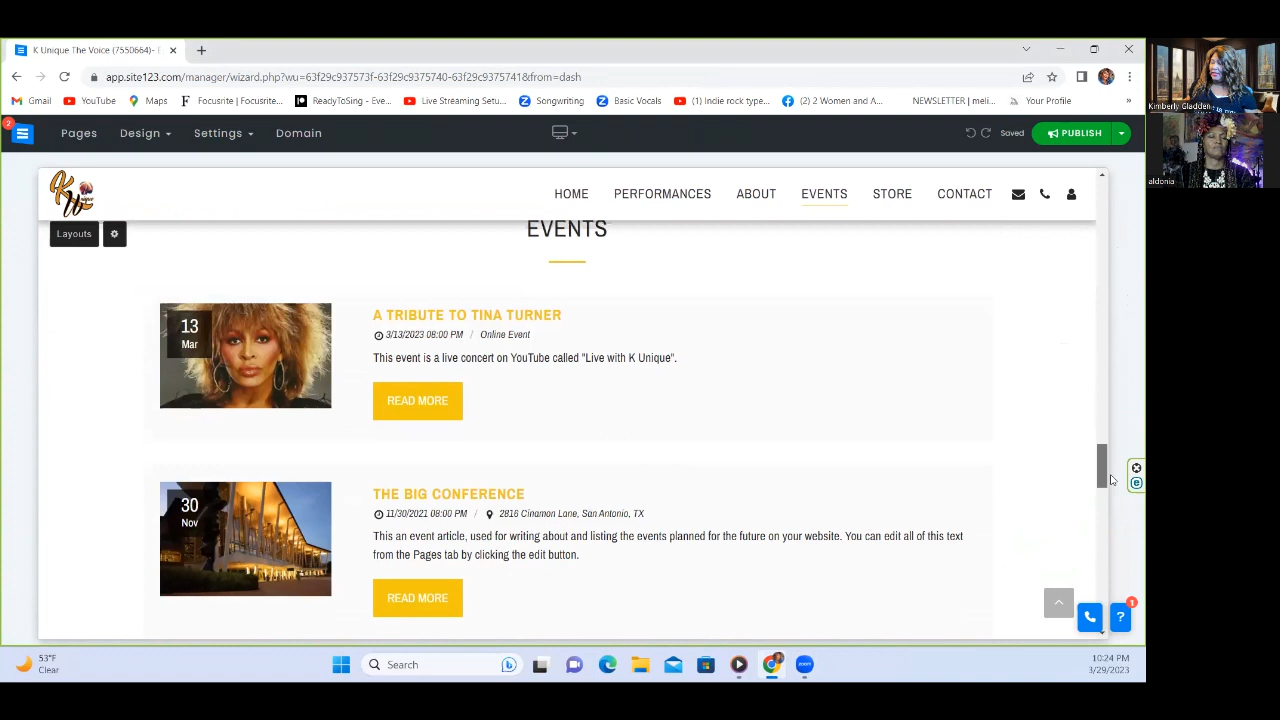 K Unique The Voice (7550664)- E
app.site123.com/manager/wizard.php?wu=63f29c937573f-63f29c9375740-63f29c9375741&from=dash
Gmail YouTube Maps Focusrite | Focusrite... ReadyToSing - Eve... Live Streaming Setu... Songwriting Basic Vocals (1) (Indie rock type... (2) 2 Women and A... NEWSLETTER | meli... Your Profile »
2
Pages Design Settings Domain Saved PUBLISH
Kimberly Gladden
aldonia
K
Unique
HOME PERFORMANCES ABOUT EVENTS STORE CONTACT
Layouts
EVENTS
13
Mar
A TRIBUTE TO TINA TURNER
3/13/2023 08:00 PM / Online Event
This event is a live concert on YouTube called "Live with K Unique".
READ MORE
30
Nov
THE BIG CONFERENCE
11/30/2021 08:00 PM / 2816 Cinamon Lane, San Antonio, TX
This an event article, used for writing about and listing the events planned for the future on your website. You can edit all of this text
from the Pages tab by clicking the edit button.
READ MORE
1
?
53°F
Clear
Search
zoom
10:24 PM
3/29/2023